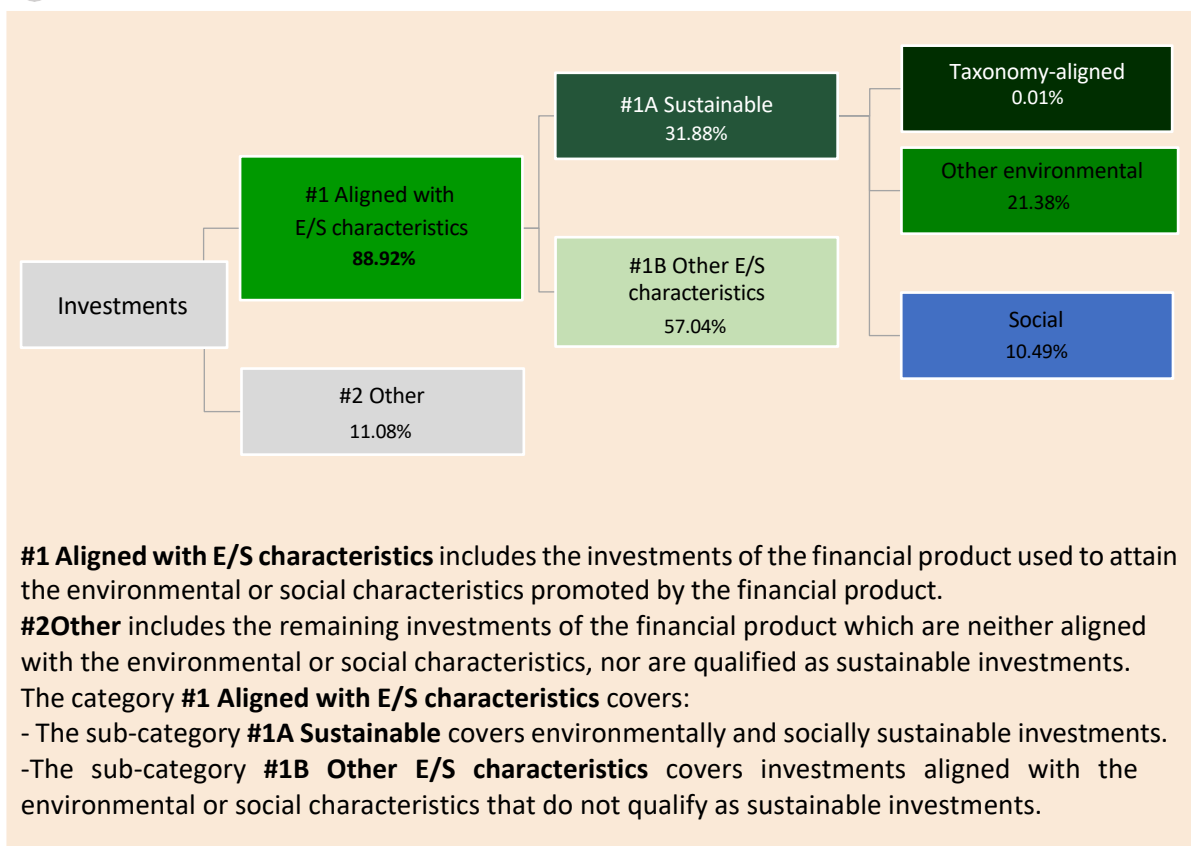 Taxonomy-aligned
0.01%
#1A Sustainable
31.88%
Other environmental
21.38%
#1 Aligned with
E/S characteristics
88.92%
#1B Other E/S
characteristics
57.04%
Investments
Social
10.49%
#2 Other
11.08%
#1 Aligned with E/S characteristics includes the investments of the financial product used to attain
the environmental or social characteristics promoted by the financial product.
#2Other includes the remaining investments of the financial product which are neither aligned
with the environmental or social characteristics, nor are qualified as sustainable investments.
The category #1 Aligned with E/S characteristics covers:
- The sub-category #1A Sustainable covers environmentally and socially sustainable investments.
-The sub-category #1B Other E/S characteristics covers investments aligned with the
environmental or social characteristics that do not qualify as sustainable investments.